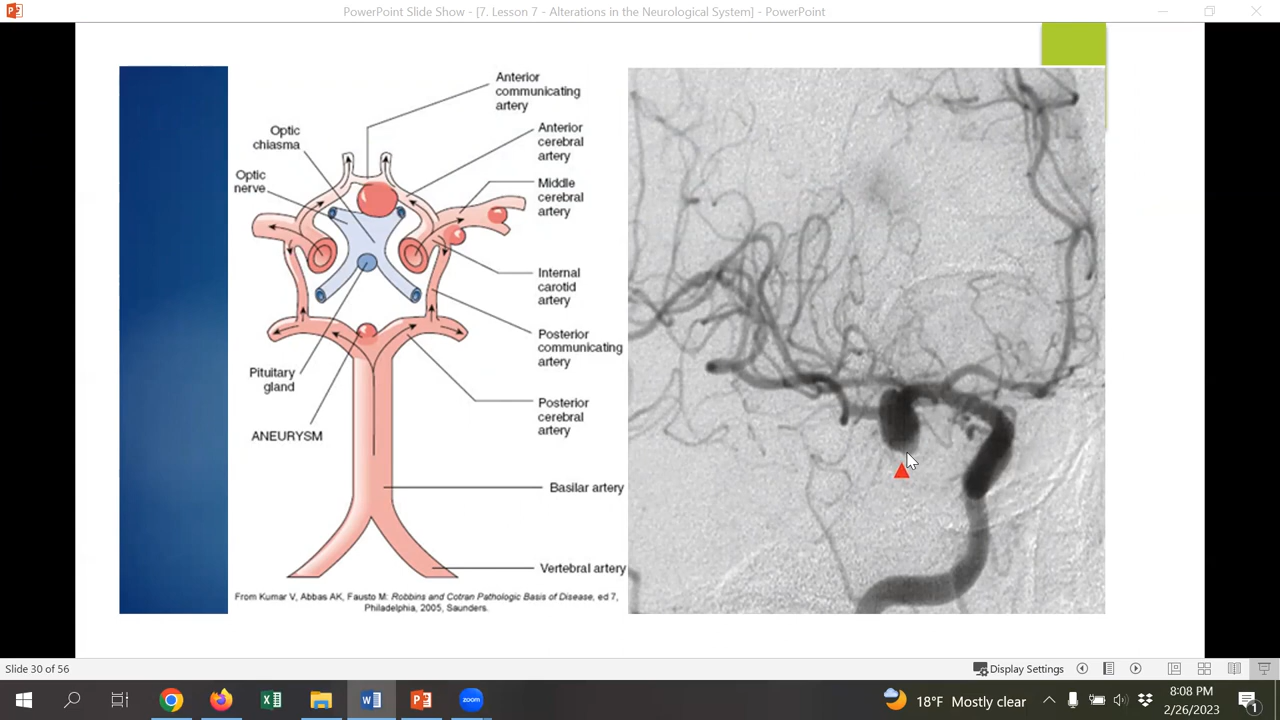 PowerPoint Slide Show - [7. Lesson 7 - Alterations in the Neurological System] - PowerPoint
Anterior
communicating
artery
Optic
chiasma
Anterior
cerebral
artery
Optic
nerve
Middle
cerebral
artery
Internal
carotid
artery
Posterior
communicating
artery
Pituitary
gland
Posterior
cerebral
artery
ANEURYSM
Basilar artery
Vertebral artery
From Kumar V, Abbas AK, Fausto M: Robbins and Cotran Pathologic Basis of Disease, ed 7,
Philadelphia, 2005, Saunders.
Slide 30 of 56
Display Settings
zoom
18°F Mostly clear
8:08 PM
2/26/2023
1